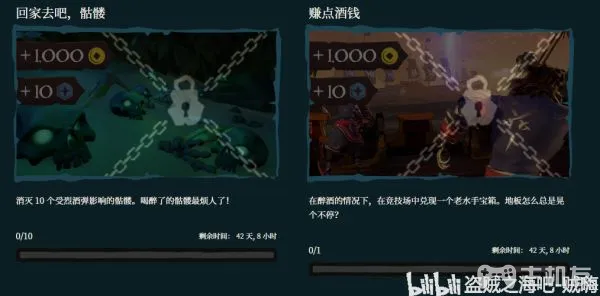 回家去吧，骷髅
+1,000
+10
消灭 10 个受烈酒弹影响的骷髅。喝醉了的骷髅最烦人了！
0/10
剩余时间： 42 天, 8 小时
赚点酒钱
+1,000
+10
在醉酒的情况下，在竞技场中兑现一个老水手宝箱。地板怎么总是晃
个不停？
0/1
剩余时间： 42 天, 8 小时
主机友
bilibili 盗贼之海吧-贼嗨